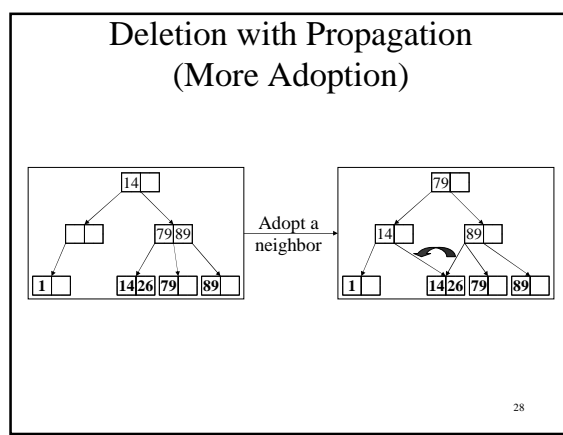 Deletion with Propagation
(More Adoption)
14
79 89
1 14 26 79 89
Adopt a
neighbor
79
14 89
1 14 26 79 89
28